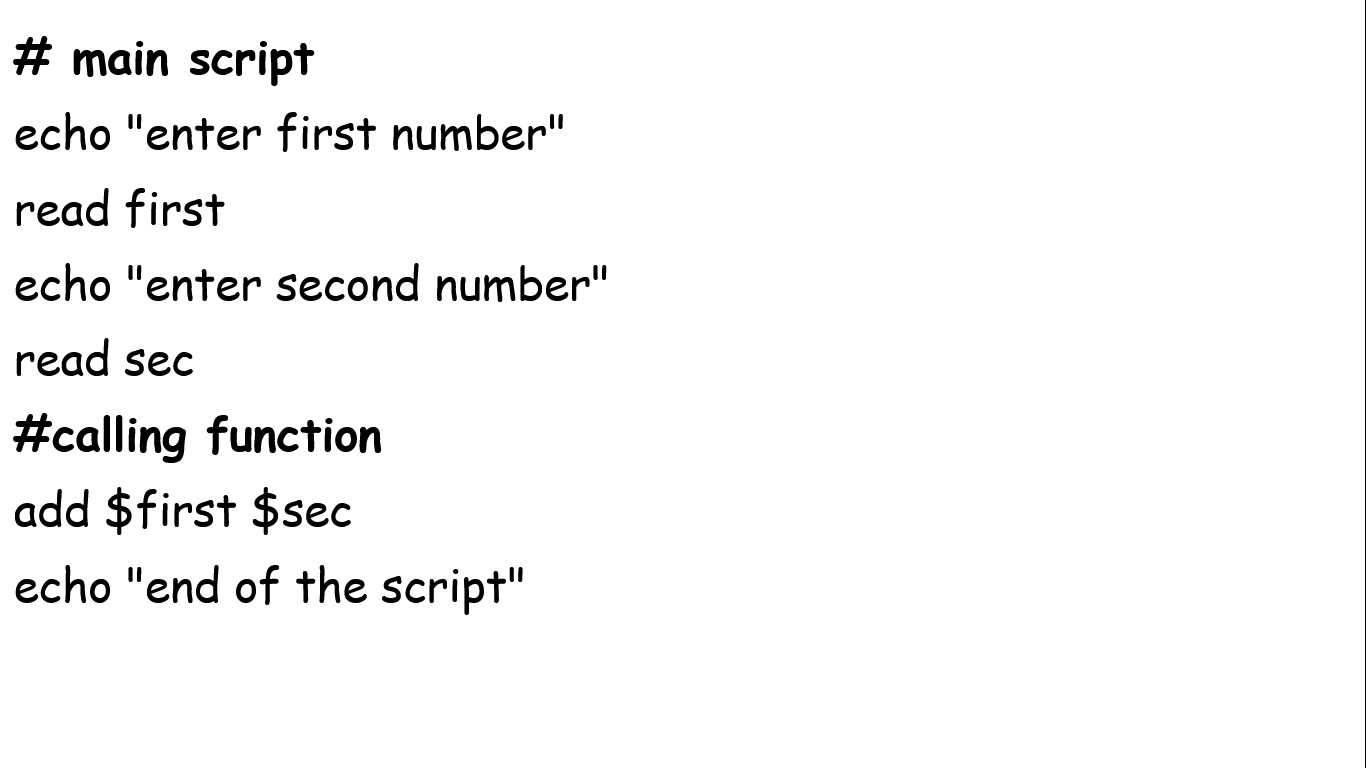 # main script
echo "enter first number"
read first
echo "enter second number"
read sec
#calling function
add $first $sec
echo "end of the script"